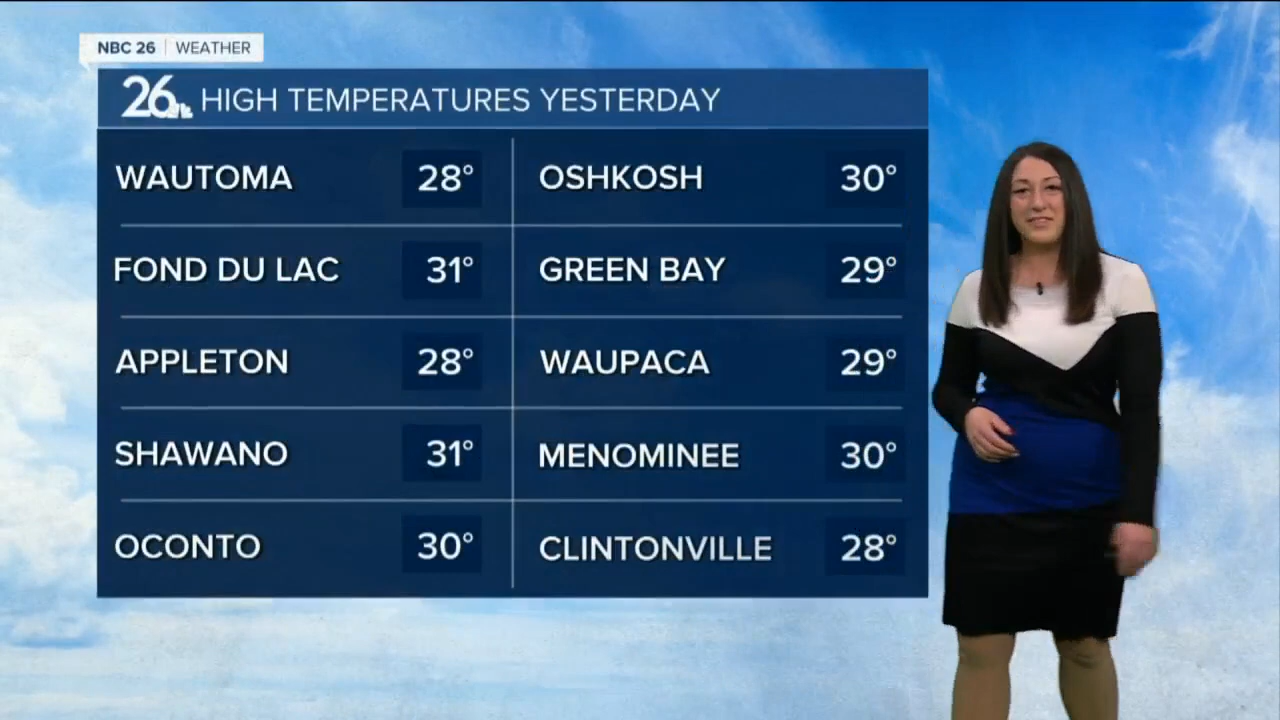 NBC 26 | WEATHER
26 HIGH TEMPERATURES YESTERDAY
WAUTOMA 28° OSHKOSH 30°
FOND DU LAC 31° GREEN BAY 29°
APPLETON 28° WAUPACA 29°
SHAWANO 31° MENOMINEE 30°
OCONTO 30° CLINTONVILLE 28°